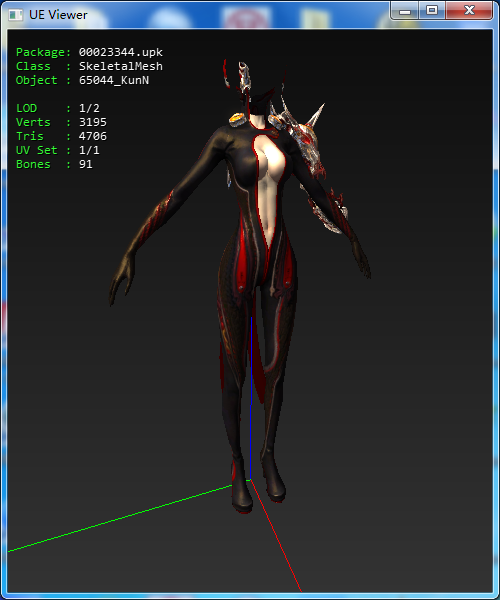 UE Viewer
Package: 00023344.upk
Class : SkeletalMesh
Object : 65044_KunN
LOD : 1/2
Verts : 3195
Tris : 4706
UV Set : 1/1
Bones : 91